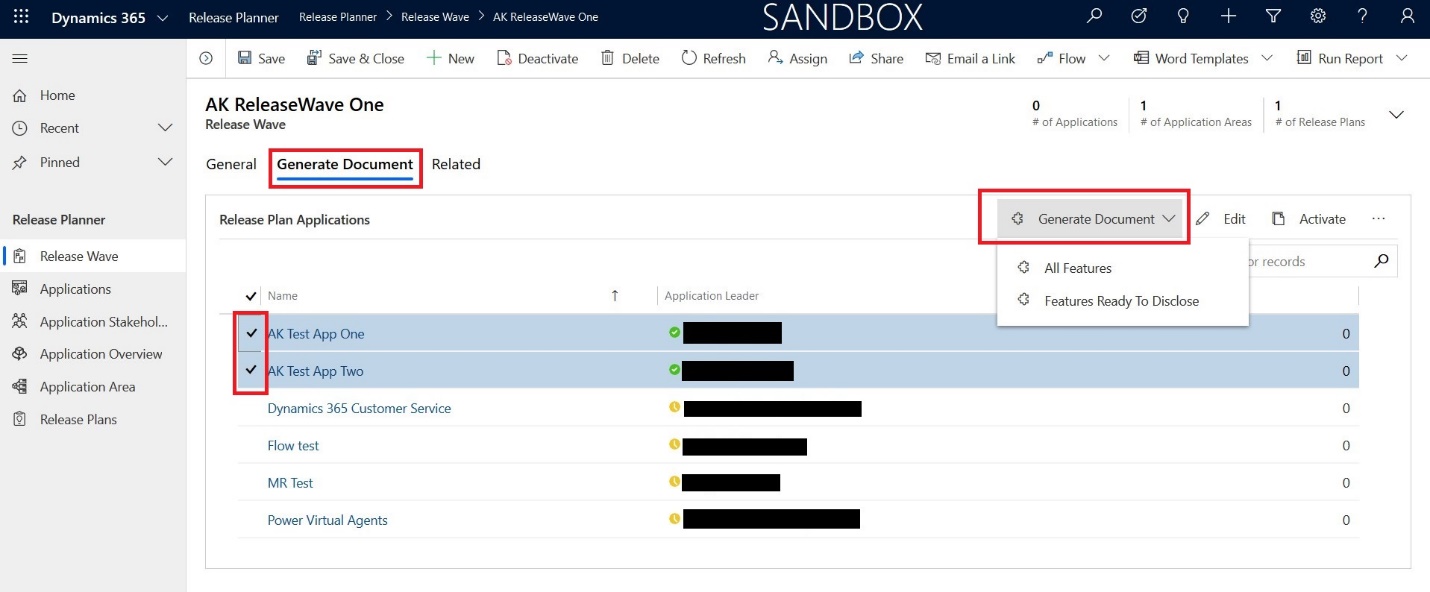 Dynamics 365 Release Planner Release Planner > Release Wave > AK ReleaseWave One SANDBOX
Save Save & Close New Deactivate Delete Refresh Assign Share Email a Link Flow Word Templates Run Report
Home
Recent
Pinned
Release Planner
Release Wave
Applications
Application Stakehol...
Application Overview
Application Area
Release Plans
AK ReleaseWave One
Release Wave
0
# of Applications
1
# of Application Areas
1
# of Release Plans
General Generate Document Related
Release Plan Applications
Generate Document Edit Activate ...
All Features
Features Ready To Disclose
or records
Name Application Leader
AK Test App One 0
AK Test App Two 0
Dynamics 365 Customer Service 0
Flow test 0
MR Test 0
Power Virtual Agents 0